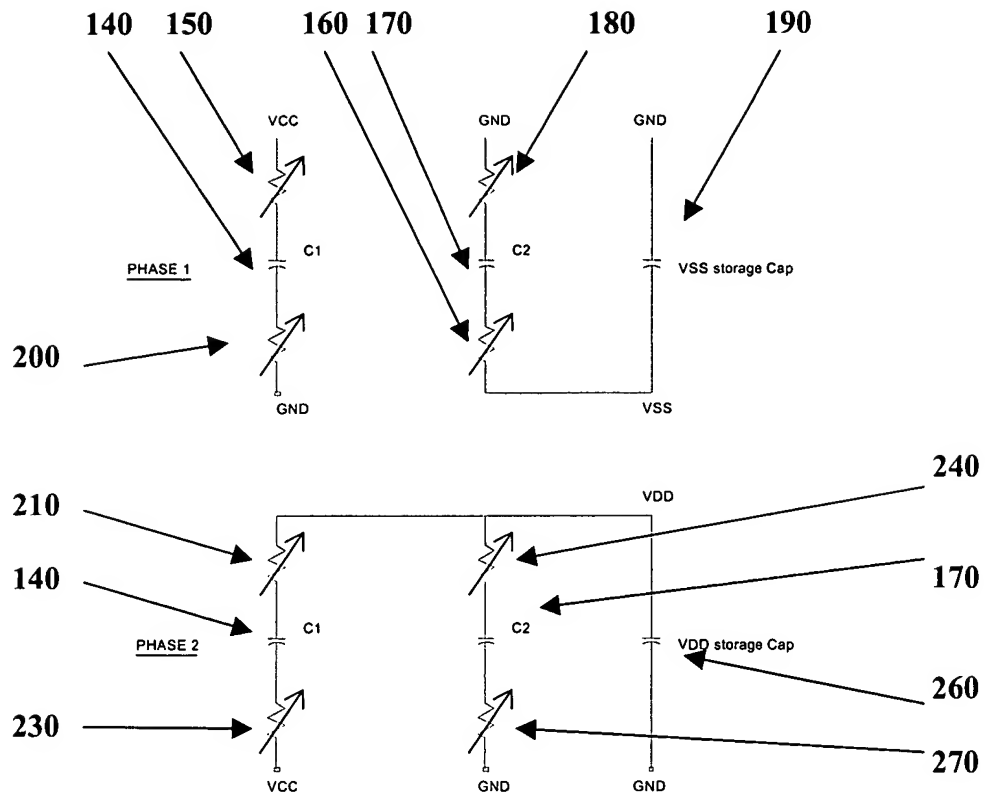 140 150 160 170 180 190
VCC GND GND
C1 C2
PHASE 1 VSS storage Cap
200
GND VSS
240
210 VDD
140 170
C1 C2
PHASE 2 VDD storage Cap
260
230
270
VCC GND GND